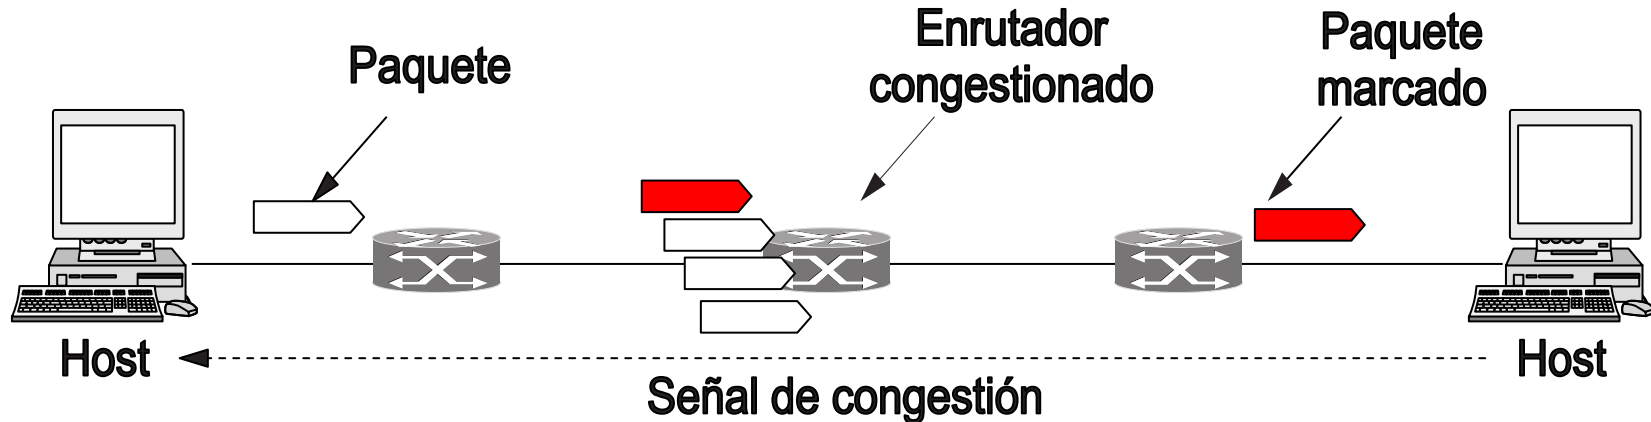 Paquete
Enrutador
congestionado
Paquete
marcado
Host
Host
Señal de congestión